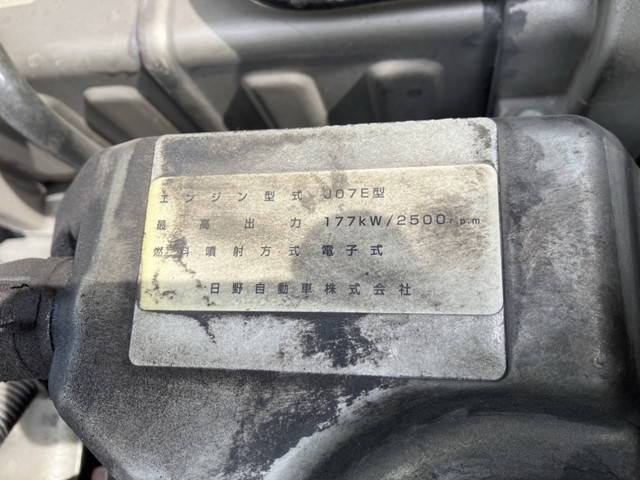 エンジン型式 J07E型
最高出力 177kW/2500r.p.m
燃料噴射方式 電子式
日野自動車株式会社